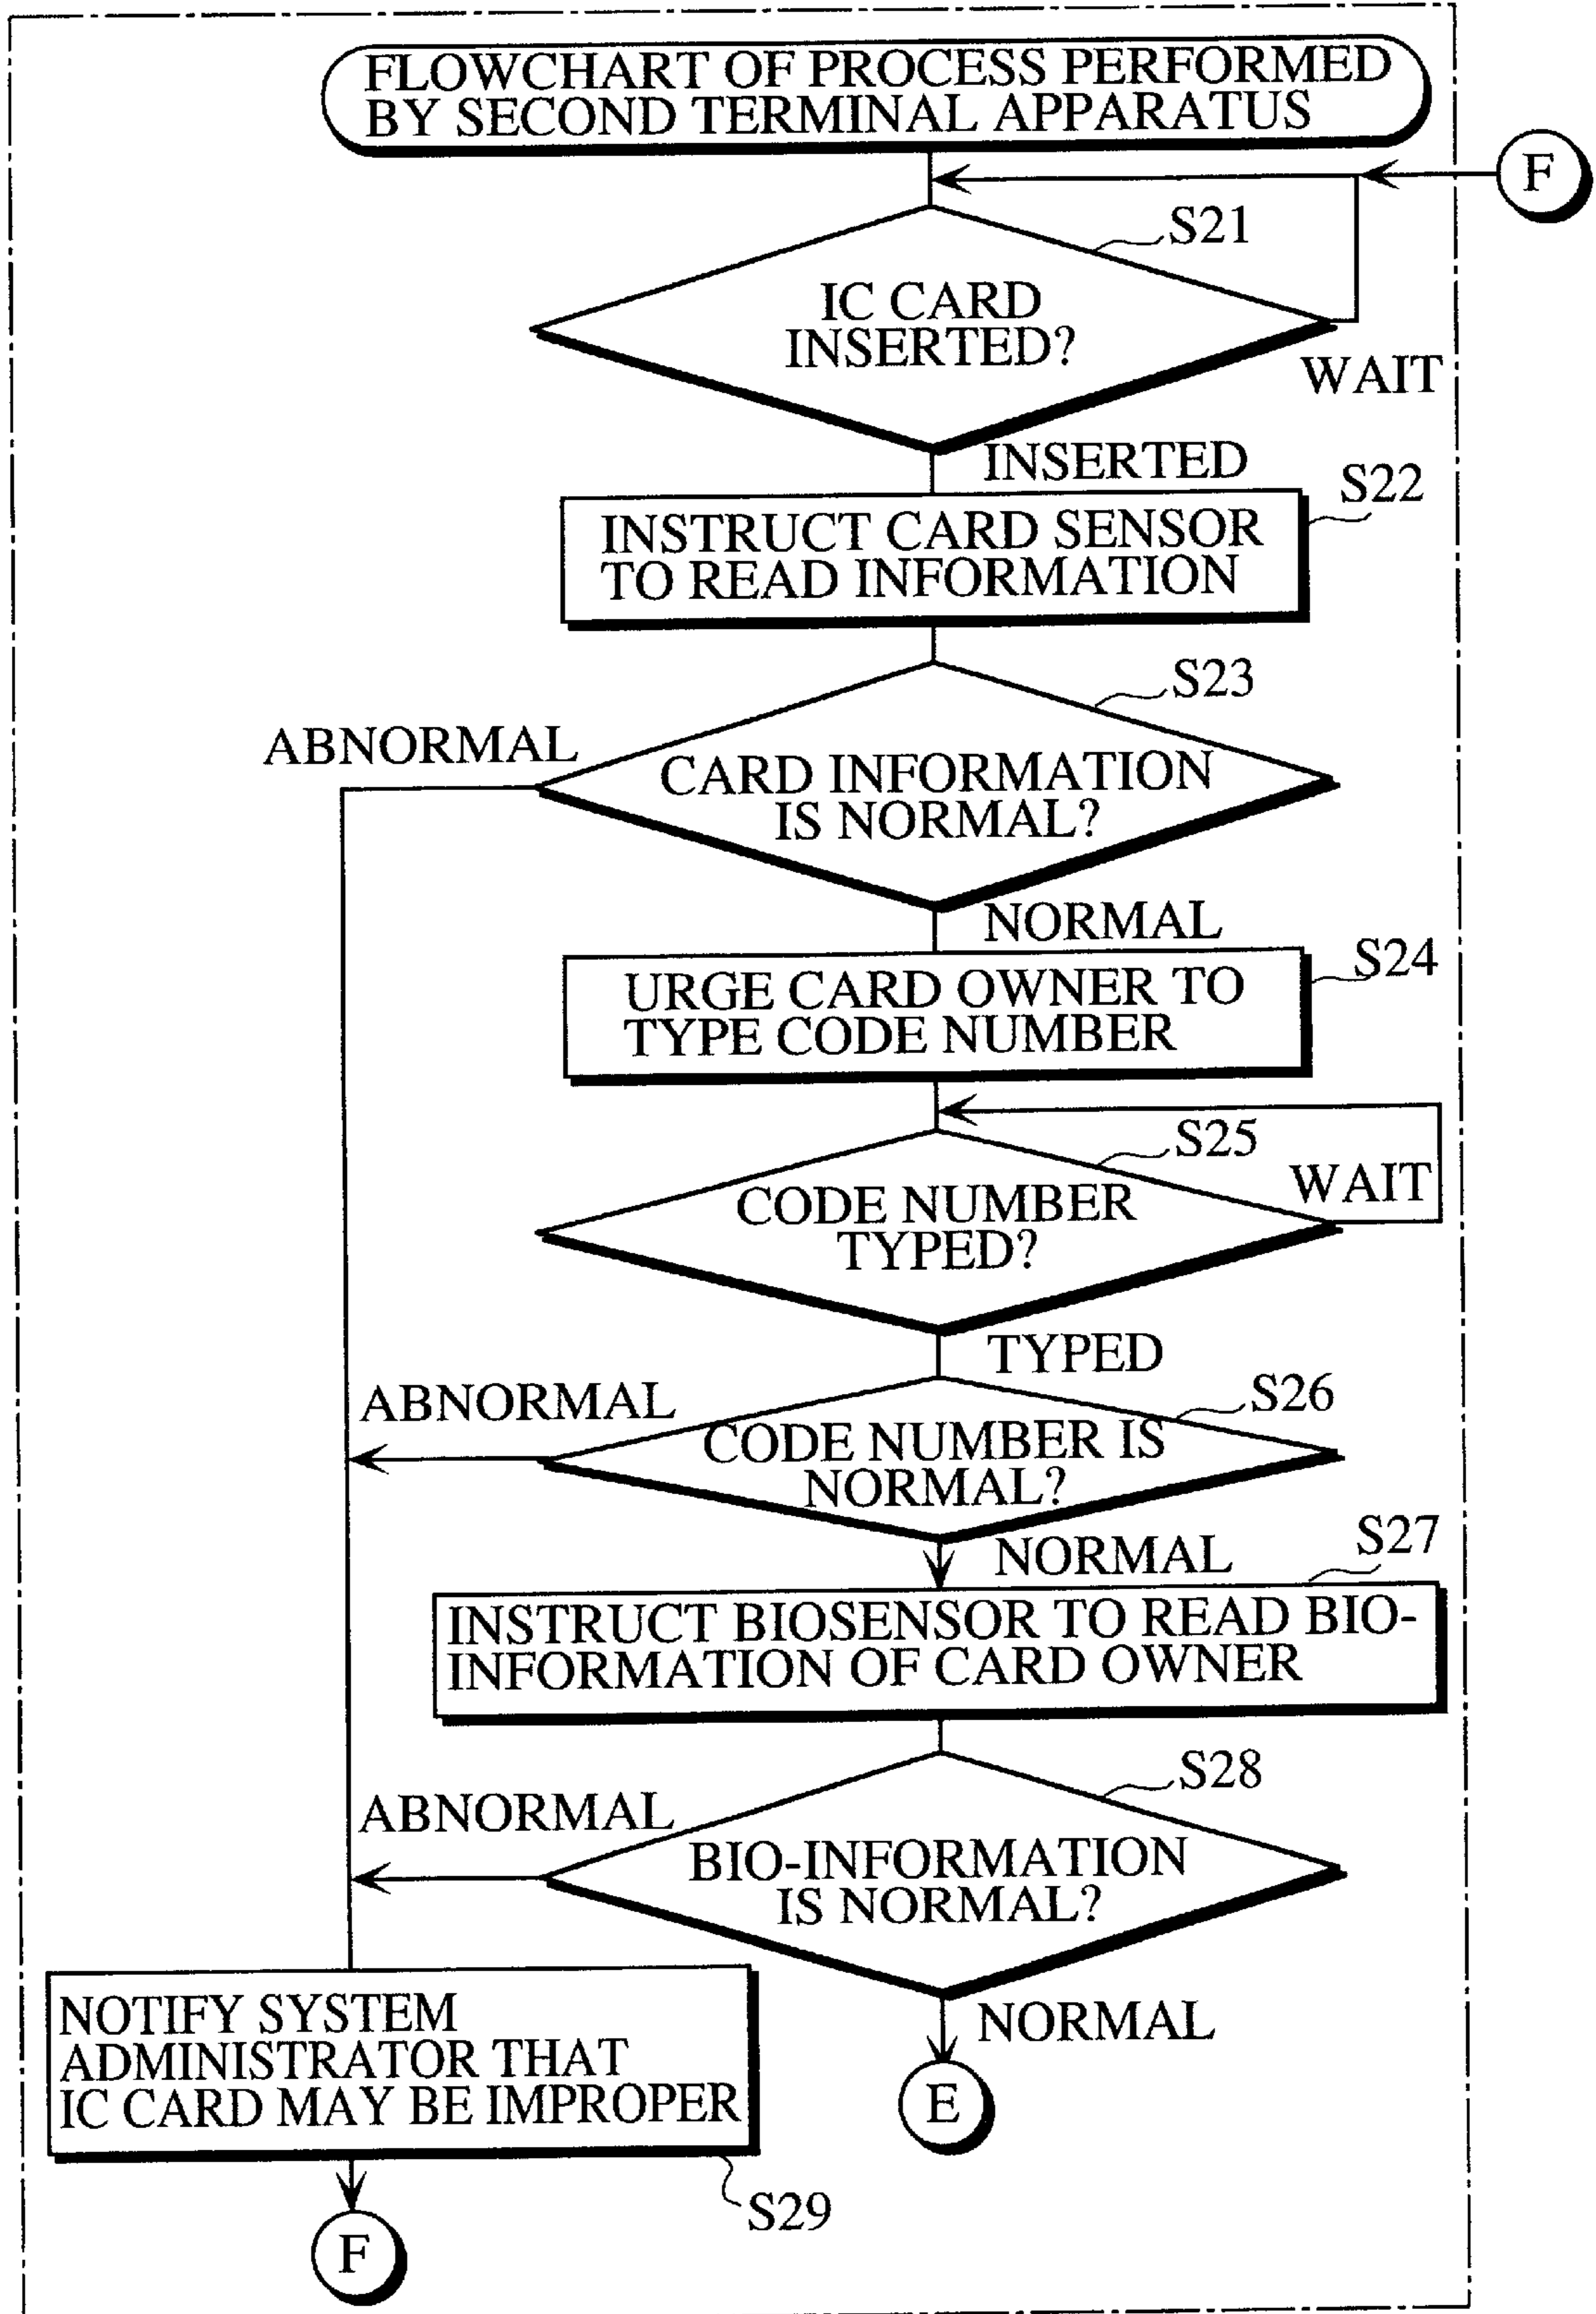 FLOWCHART OF PROCESS PERFORMED
BY SECOND TERMINAL APPARATUS
F
S21
IC CARD
INSERTED?
WAIT
INSERTED
S22
INSTRUCT CARD SENSOR
TO READ INFORMATION
S23
ABNORMAL
CARD INFORMATION
IS NORMAL?
NORMAL
S24
URGE CARD OWNER TO
TYPE CODE NUMBER
S25
WAIT
CODE NUMBER
TYPED?
TYPED
S26
ABNORMAL
CODE NUMBER IS
NORMAL?
S27
NORMAL
INSTRUCT BIOSENSOR TO READ BIO-
INFORMATION OF CARD OWNER
S28
ABNORMAL
BIO-INFORMATION
IS NORMAL?
NORMAL
NOTIFY SYSTEM
ADMINISTRATOR THAT
IC CARD MAY BE IMPROPER
E
S29
F